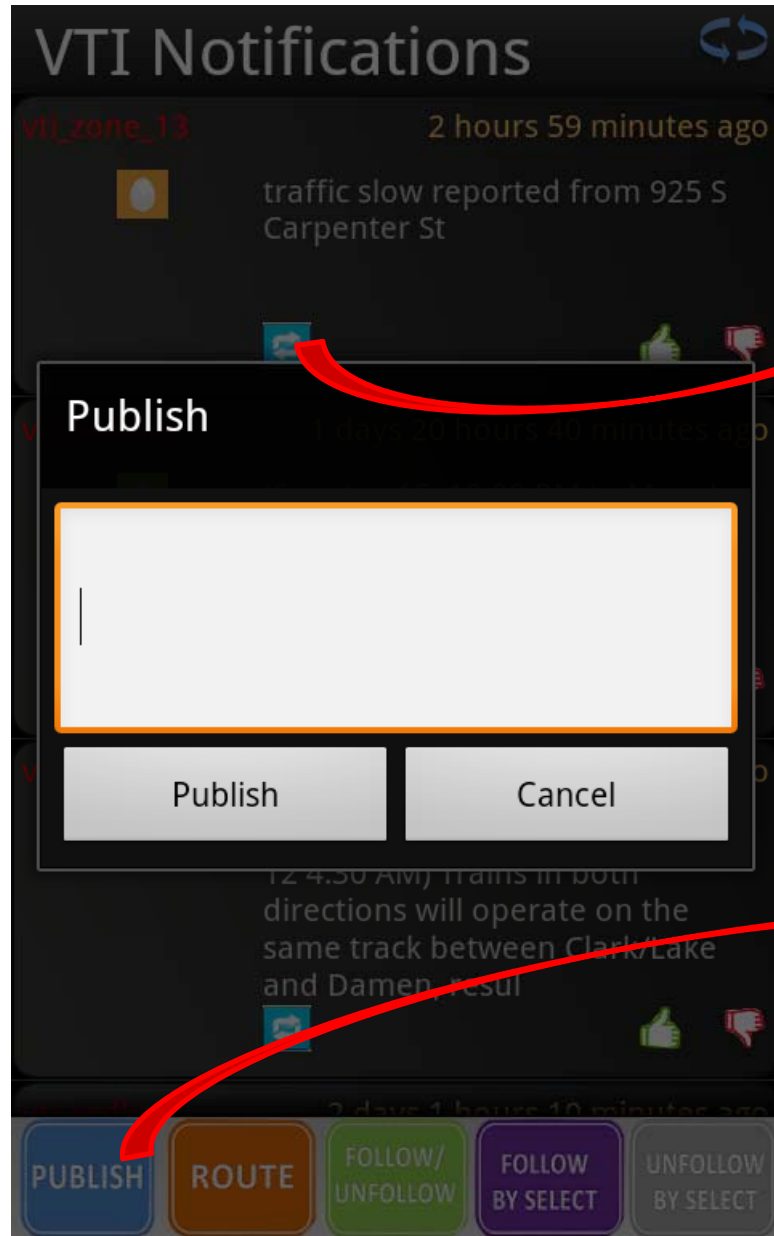 VTI Notifications
vti_zone_13
2 hours 59 minutes ago
traffic slow reported from 925 S
Carpenter St
Publish
1 days 20 hours 40 minutes ago
Publish
Cancel
12 4:30 AM) Trains in both
directions will operate on the
same track between Clark/Lake
and Damen, resul
2 days 1 hours 10 minutes ago
PUBLISH
ROUTE
FOLLOW/
UNFOLLOW
FOLLOW
BY SELECT
UNFOLLOW
BY SELECT